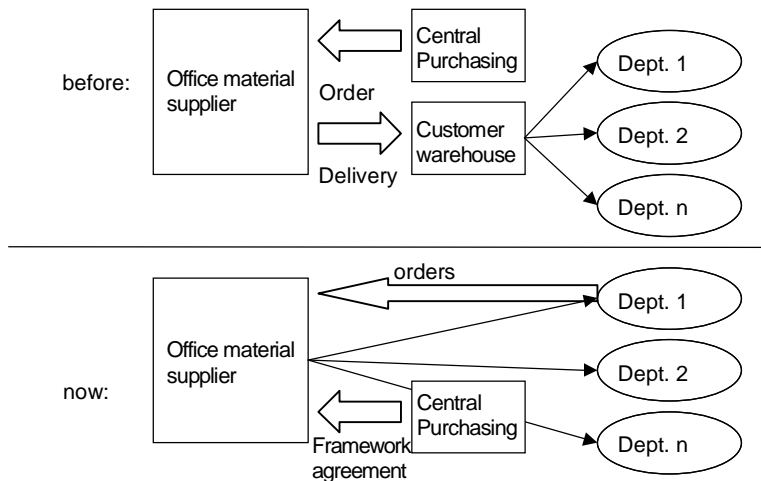 before:
Office material
supplier
Order
Delivery
Central
Purchasing
Customer
warehouse
Dept. 1
Dept. 2
Dept. n
now:
Office material
supplier
orders
Framework
agreement
Central
Purchasing
Dept. 1
Dept. 2
Dept. n